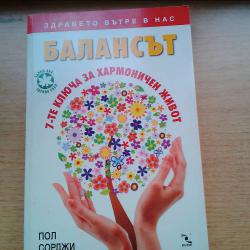 ЗДРАВЕТО ВЪТРЕ В НАС
БАЛАНСЪТ
7-ТЕ КЛЮЧА ЗА ХАРМОНИЧЕН ЖИВОТ
ПОЛ
СОРДЖИ